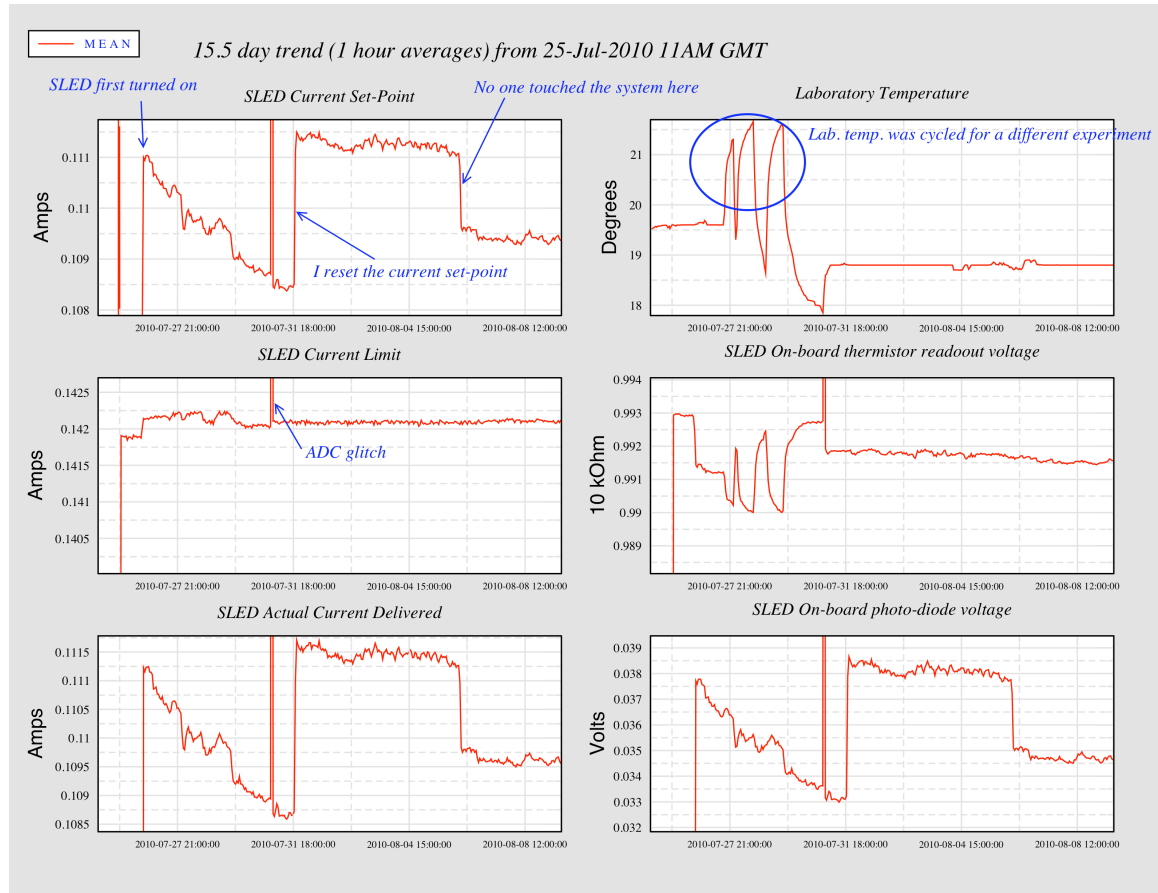 MEAN
15.5 day trend (1 hour averages) from 25-Jul-2010 11AM GMT
SLED first turned on
SLED Current Set-Point
No one touched the system here
0.111
0.11
0.109
0.108
Amps
I reset the current set-point
2010-07-27 21:00:00 2010-07-31 18:00:00 2010-08-04 15:00:00 2010-08-08 12:00:00
Laboratory Temperature
Lab. temp. was cycled for a different experiment
21
20
19
18
Degrees
2010-07-27 21:00:00 2010-07-31 18:00:00 2010-08-04 15:00:00 2010-08-08 12:00:00
SLED Current Limit
0.1425
0.142
0.1415
0.141
0.1405
Amps
ADC glitch
2010-07-27 21:00:00 2010-07-31 18:00:00 2010-08-04 15:00:00 2010-08-08 12:00:00
SLED On-board thermistor readout voltage
0.994
0.993
0.992
0.991
0.99
0.989
10 kOhm
2010-07-27 21:00:00 2010-07-31 18:00:00 2010-08-04 15:00:00 2010-08-08 12:00:00
SLED Actual Current Delivered
0.1115
0.111
0.1105
0.11
0.1095
0.109
0.1085
Amps
2010-07-27 21:00:00 2010-07-31 18:00:00 2010-08-04 15:00:00 2010-08-08 12:00:00
SLED On-board photo-diode voltage
0.039
0.038
0.037
0.036
0.035
0.034
0.033
0.032
Volts
2010-07-27 21:00:00 2010-07-31 18:00:00 2010-08-04 15:00:00 2010-08-08 12:00:00